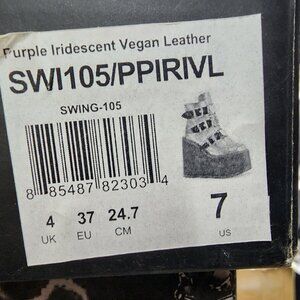 Purple Iridescent Vegan Leather
SWI105/PPIRIVL
SWING-105
8 85487 82303 4
4 37 24.7 7
UK EU CM US